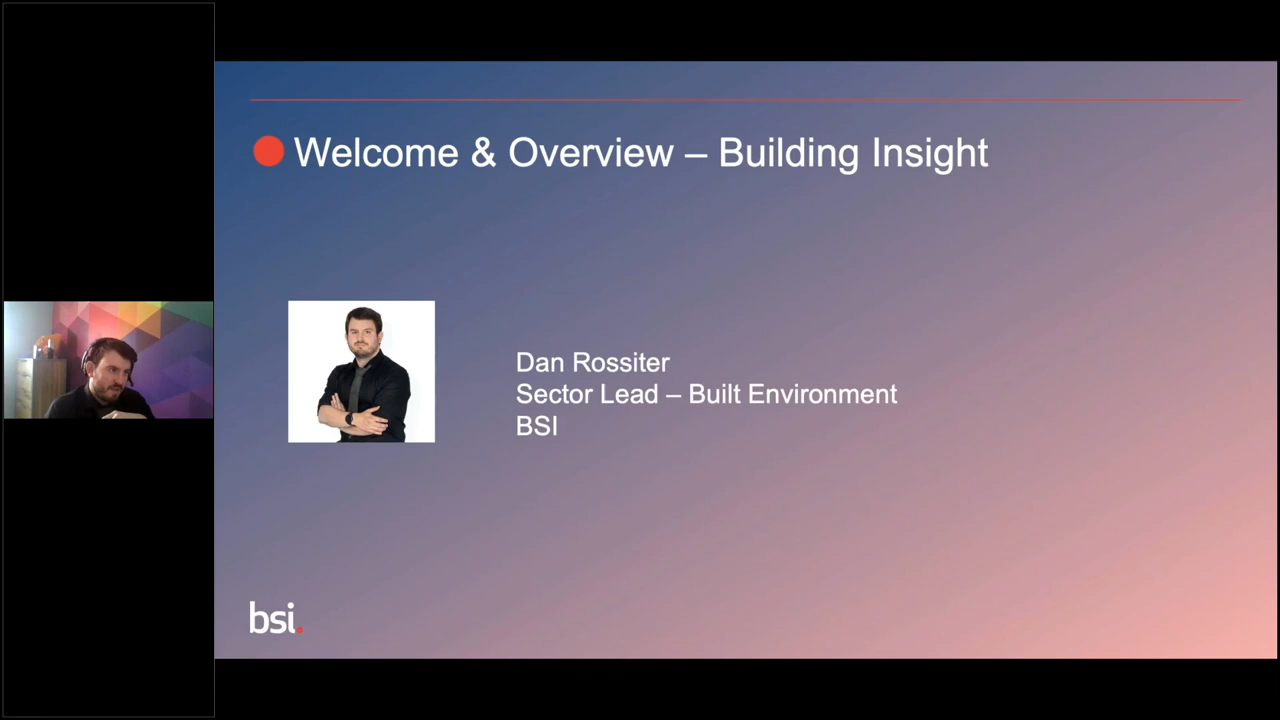 Welcome & Overview – Building Insight
Dan Rossiter
Sector Lead – Built Environment
BSI
bsi.